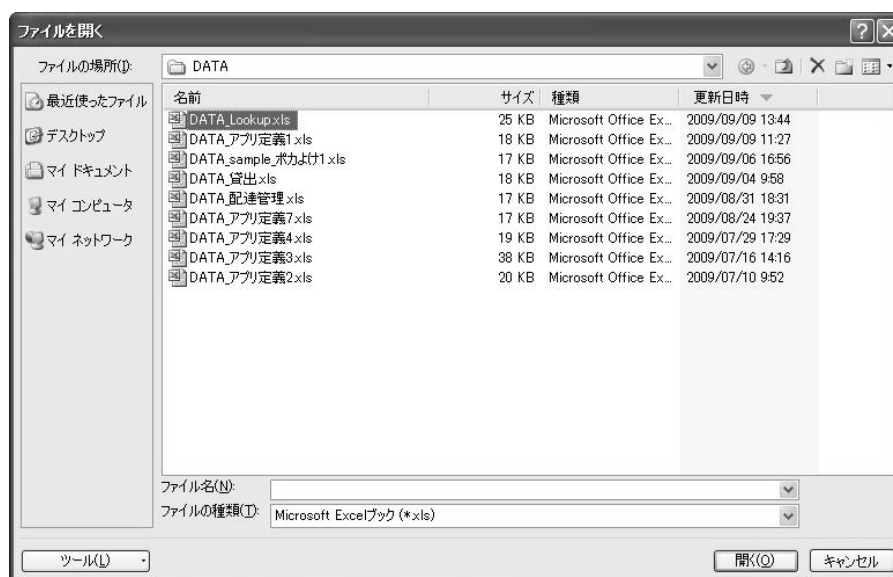 ファイルを開く
ファイルの場所(I): DATA
最近使ったファイル
デスクトップ
マイ ドキュメント
マイ コンピュータ
マイ ネットワーク
名前 サイズ 種類 更新日時
DATA_Lookup.xls 25 KB Microsoft Office Ex... 2009/09/09 13:44
DATA_アプリ定義1.xls 18 KB Microsoft Office Ex... 2009/09/09 11:27
DATA_sample_ポカよけ1.xls 17 KB Microsoft Office Ex... 2009/09/06 16:56
DATA_貸出.xls 18 KB Microsoft Office Ex... 2009/09/04 9:58
DATA_配達管理.xls 17 KB Microsoft Office Ex... 2009/08/31 18:31
DATA_アプリ定義7.xls 17 KB Microsoft Office Ex... 2009/08/24 19:37
DATA_アプリ定義4.xls 19 KB Microsoft Office Ex... 2009/07/29 17:29
DATA_アプリ定義3.xls 38 KB Microsoft Office Ex... 2009/07/16 14:16
DATA_アプリ定義2.xls 20 KB Microsoft Office Ex... 2009/07/10 9:52
ファイル名(N):
ファイルの種類(T): Microsoft Excelブック (*.xls)
ツール(L) 開く(O) キャンセル